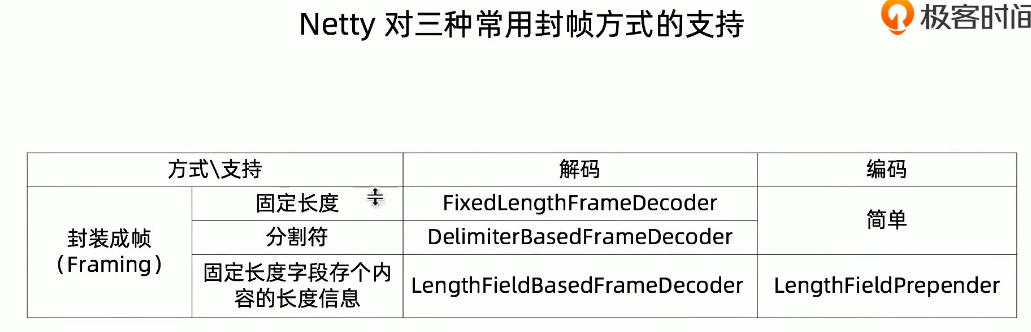 Netty 对三种常用封帧方式的支持
极客时间
方式\支持
解码
编码
封装成帧
（Framing）
固定长度
FixedLengthFrameDecoder
简单
分割符
DelimiterBasedFrameDecoder
固定长度字段存个内
容的长度信息
LengthFieldBasedFrameDecoder
LengthFieldPrepender